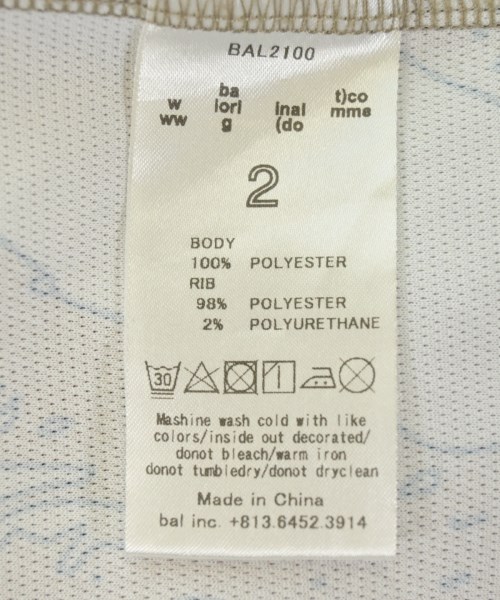 BAL2100
w ba inal t)co
ww lori (do mme
g
2
BODY
100% POLYESTER
RIB
98% POLYESTER
2% POLYURETHANE
30
Mashine wash cold with like
colors/inside out decorated/
donot bleach/warm iron
donot tumbledry/donot dryclean
Made in China
bal inc. +813.6452.3914